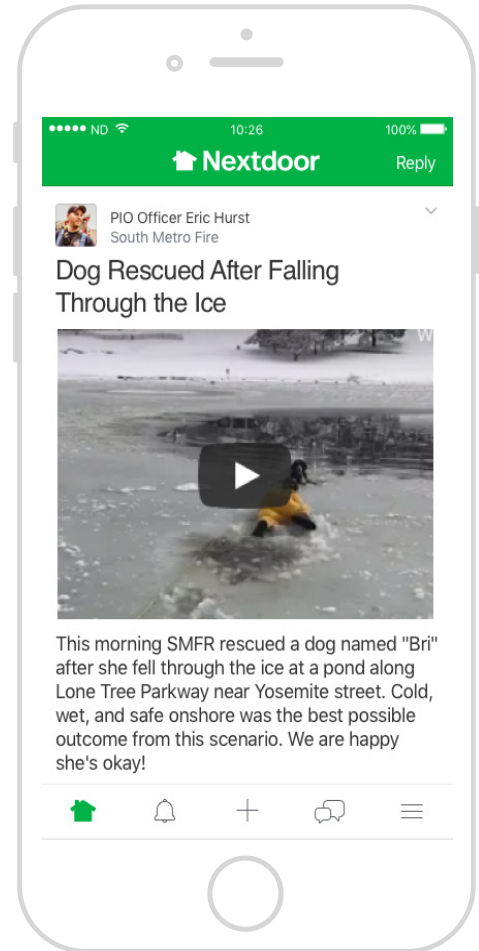 ND 10:26 100%
Nextdoor Reply
PIO Officer Eric Hurst
South Metro Fire
Dog Rescued After Falling
Through the Ice
W
This morning SMFR rescued a dog named "Bri"
after she fell through the ice at a pond along
Lone Tree Parkway near Yosemite street. Cold,
wet, and safe onshore was the best possible
outcome from this scenario. We are happy
she's okay!